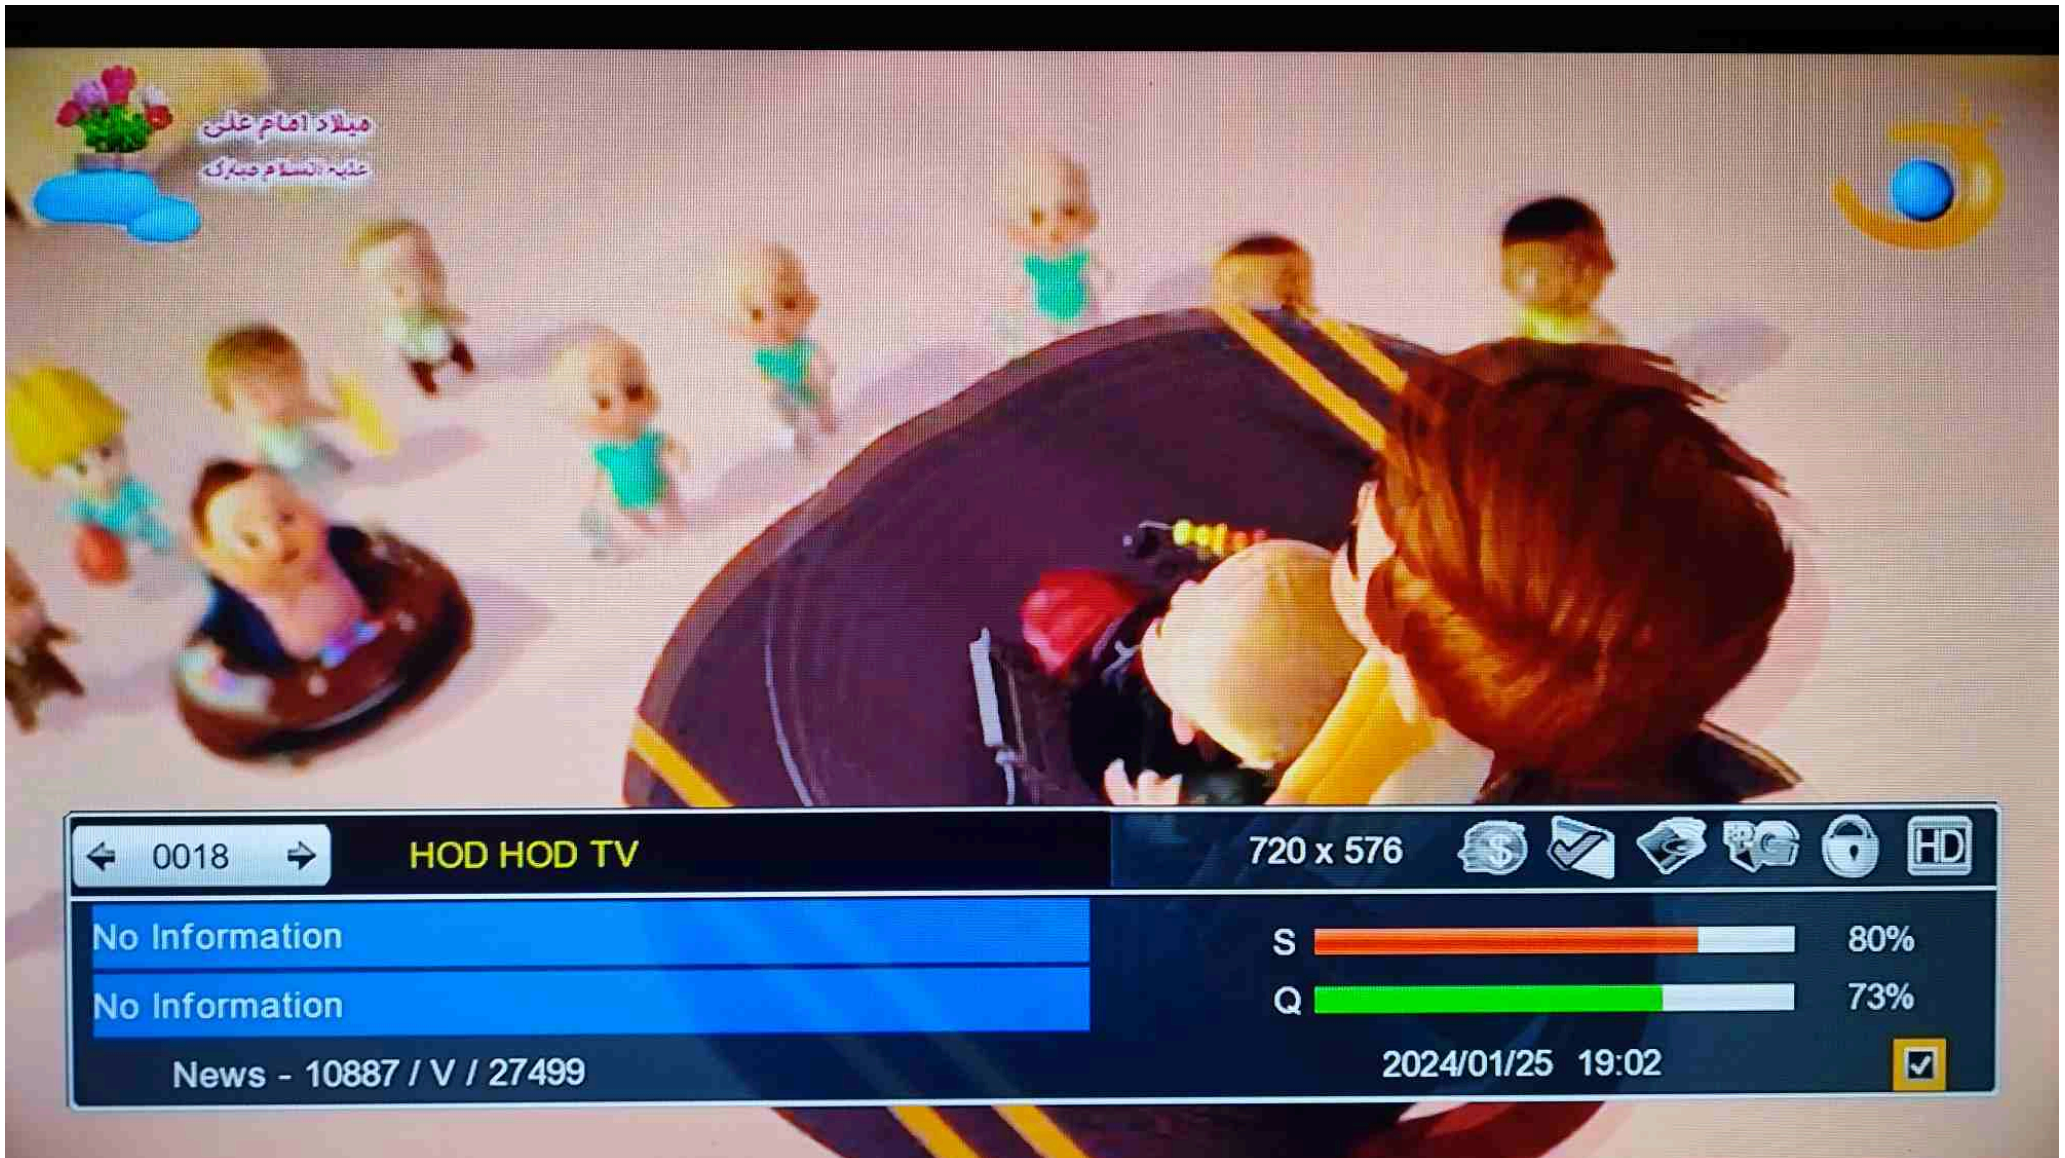 میلاد امام علی
علیه السلام مبارک
0018
HOD HOD TV
720 x 576
$
HD
No Information
S
80%
No Information
Q
73%
News - 10887 / V / 27499
2024/01/25 19:02